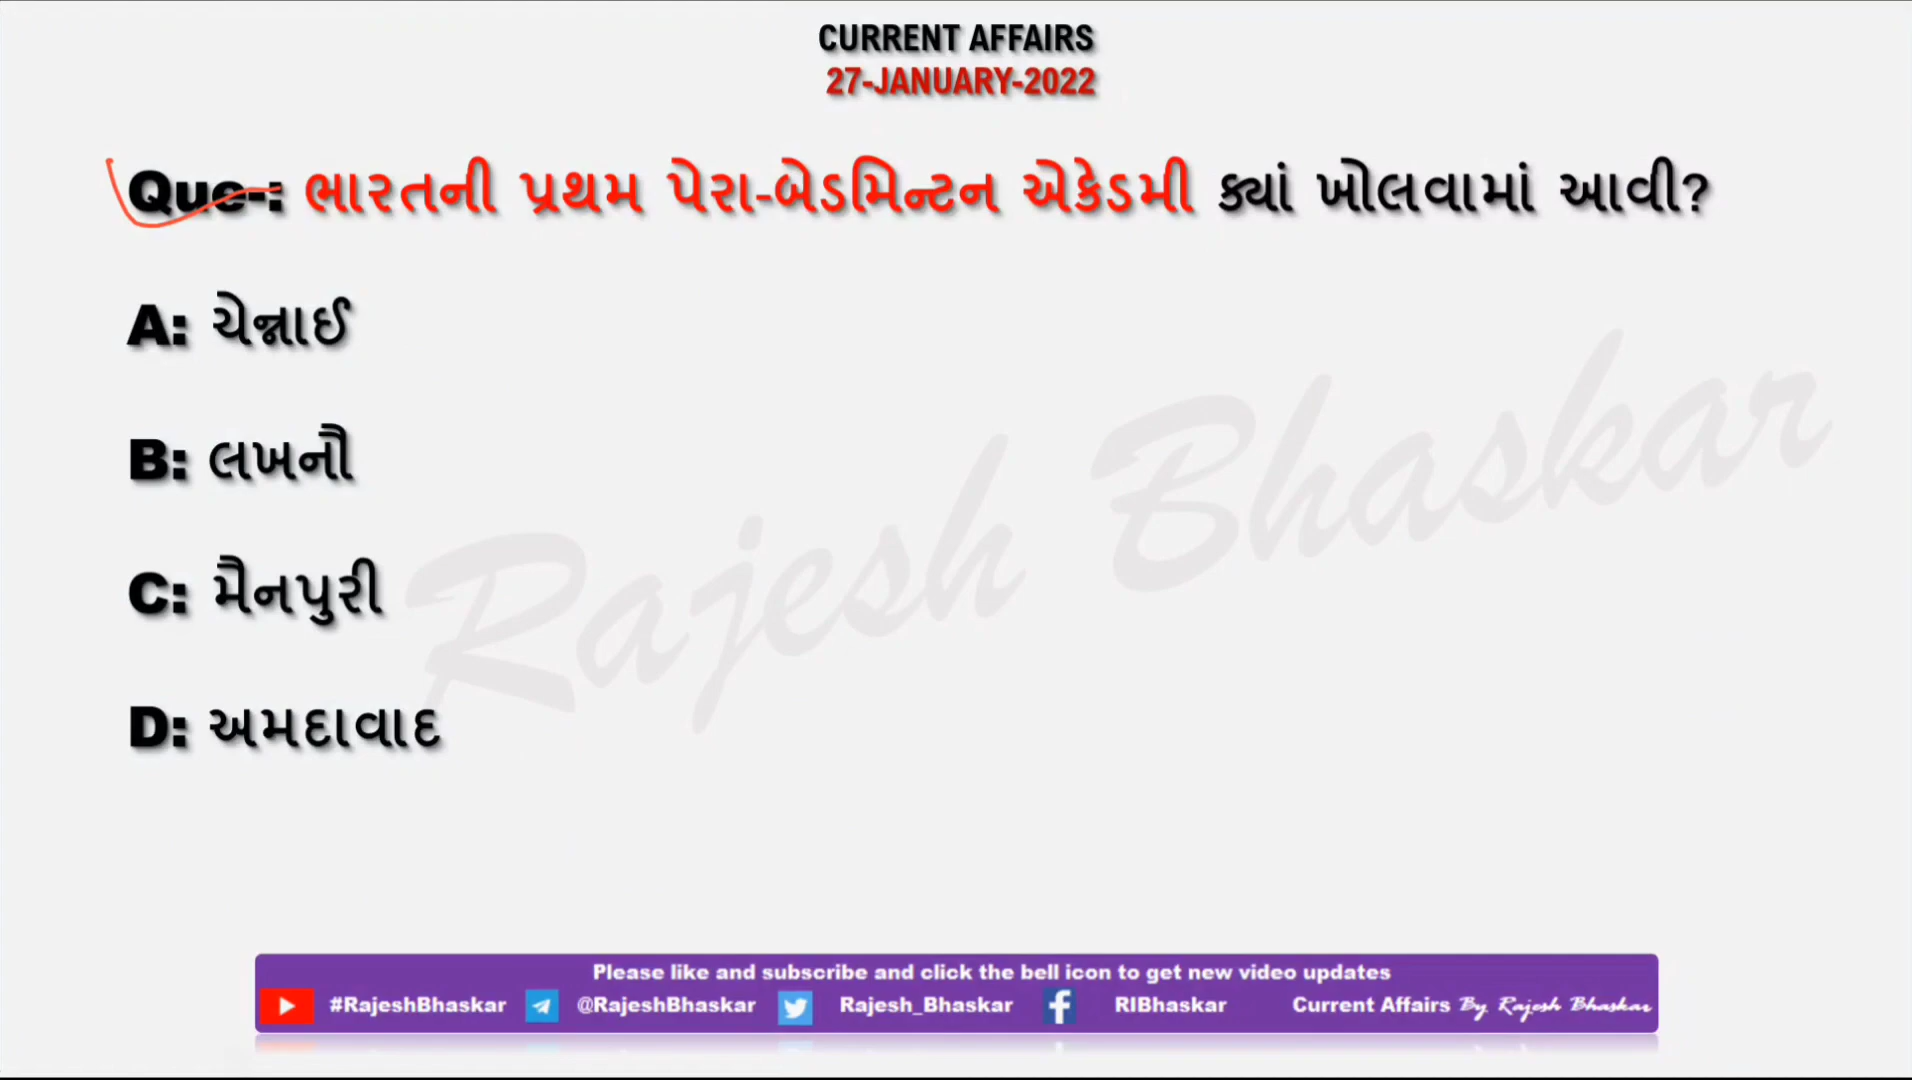 CURRENT AFFAIRS
27-JANUARY-2022
Que-: ભારતની પ્રથમ પેરા-બેડમિન્ટન એકેડમી ક્યાં ખોલવામાં આવી?
A: ચેન્નાઈ
B: લખનૌ
C: મૈનપુરી
D: અમદાવાદ
Rajesh Bhaskar
Please like and subscribe and click the bell icon to get new video updates
#RajeshBhaskar @RajeshBhaskar Rajesh_Bhaskar RIBhaskar Current Affairs By Rajesh Bhaskar